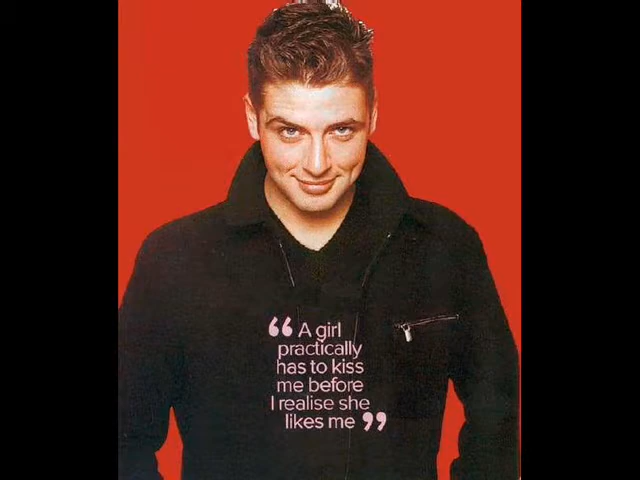 “ A girl
practically
has to kiss
me before
I realise she
likes me ”